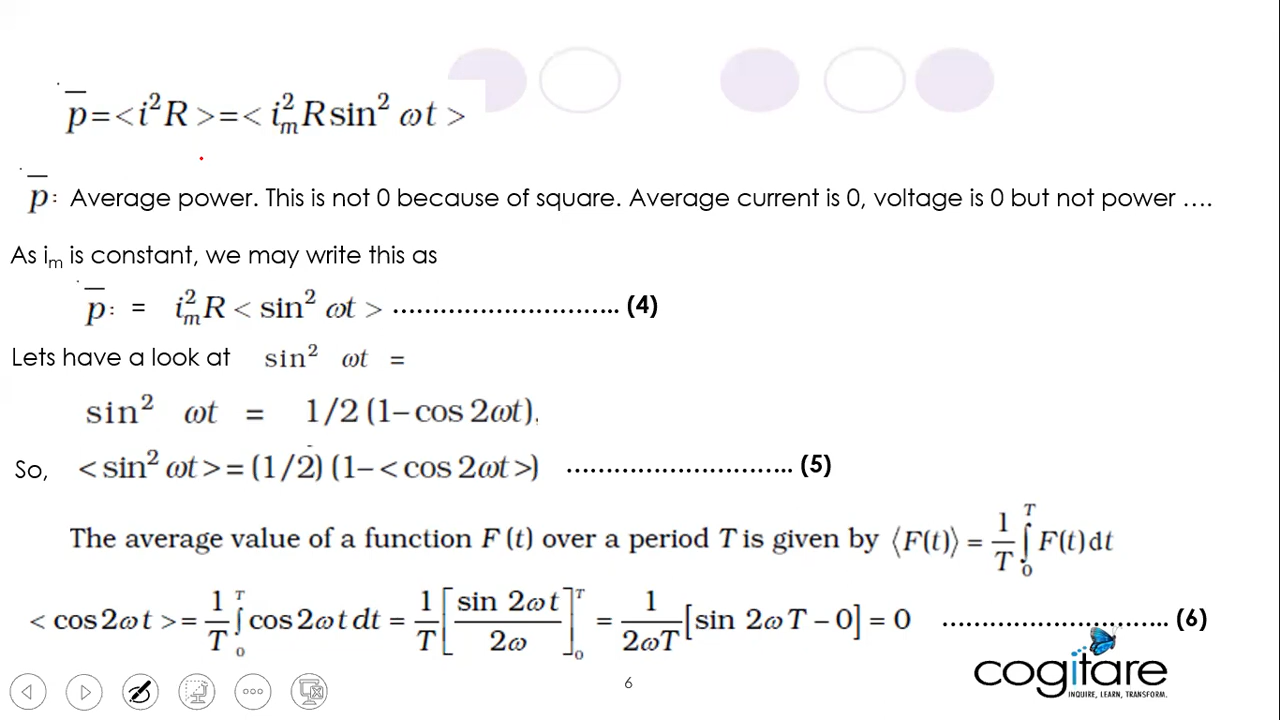 p̅=<i²R>=<i²ₘR sin² ωt>
p̅: Average power. This is not 0 because of square. Average current is 0, voltage is 0 but not power ….
As iₘ is constant, we may write this as
p̅: = i²ₘR<sin² ωt> ……………………….. (4)
Lets have a look at sin² ωt =
sin² ωt = 1/2 (1–cos 2ωt),
So, <sin² ωt>=(1/2) (1–<cos 2ωt>) ……………………….. (5)
The average value of a function F (t) over a period T is given by ⟨F(t)⟩ = 1/T ∫₀ᵀ F(t) dt
<cos2ωt>= 1/T ∫₀ᵀ cos2ωt dt = 1/T [sin 2ωt / 2ω]₀ᵀ = 1/2ωT [sin 2ωT – 0] = 0 ……………………….. (6)
cogitare
INQUIRE, LEARN, TRANSFORM.
6